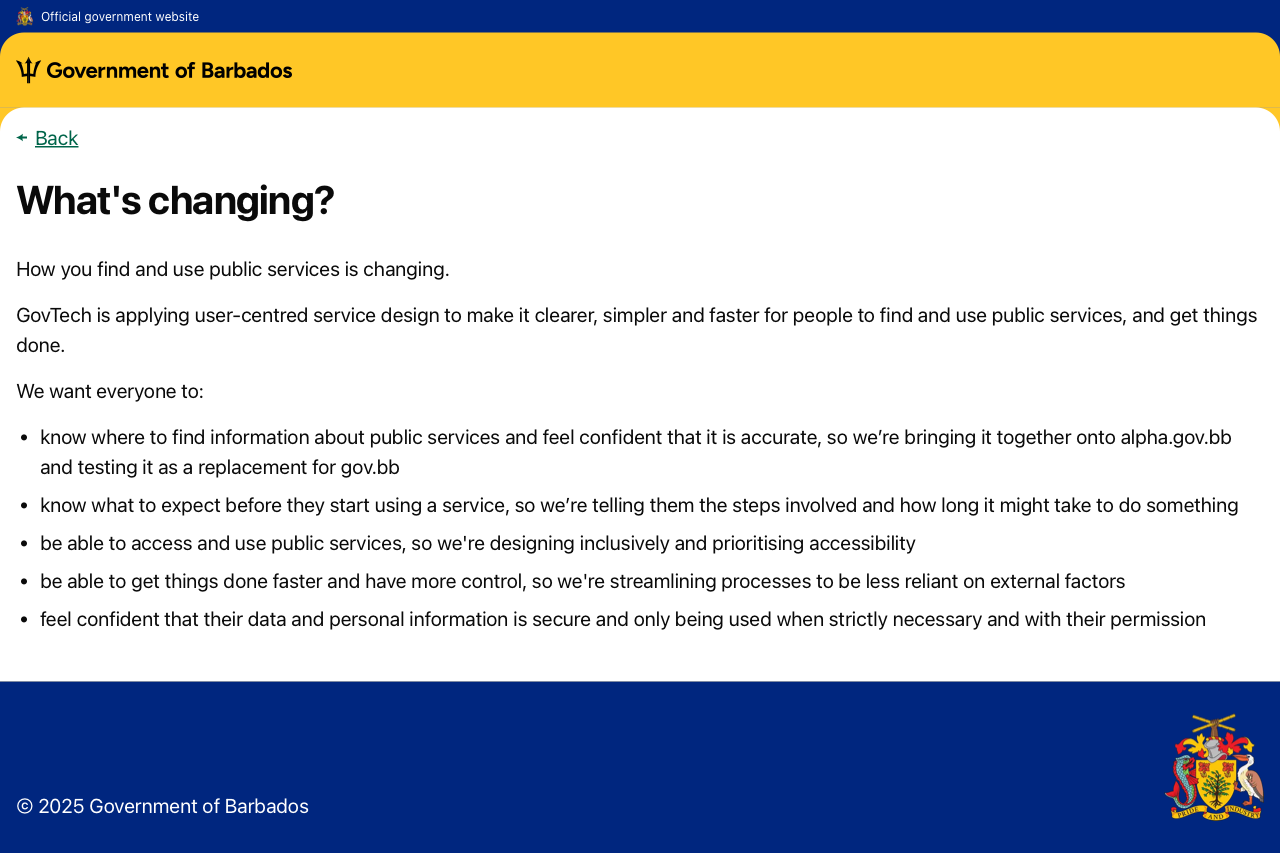 Official government website
Government of Barbados
Back
What's changing?
How you find and use public services is changing.
GovTech is applying user-centred service design to make it clearer, simpler and faster for people to find and use public services, and get things
done.
We want everyone to:
• know where to find information about public services and feel confident that it is accurate, so we’re bringing it together onto alpha.gov.bb
and testing it as a replacement for gov.bb
• know what to expect before they start using a service, so we’re telling them the steps involved and how long it might take to do something
• be able to access and use public services, so we're designing inclusively and prioritising accessibility
• be able to get things done faster and have more control, so we're streamlining processes to be less reliant on external factors
• feel confident that their data and personal information is secure and only being used when strictly necessary and with their permission
PRIDE AND INDUSTRY
© 2025 Government of Barbados